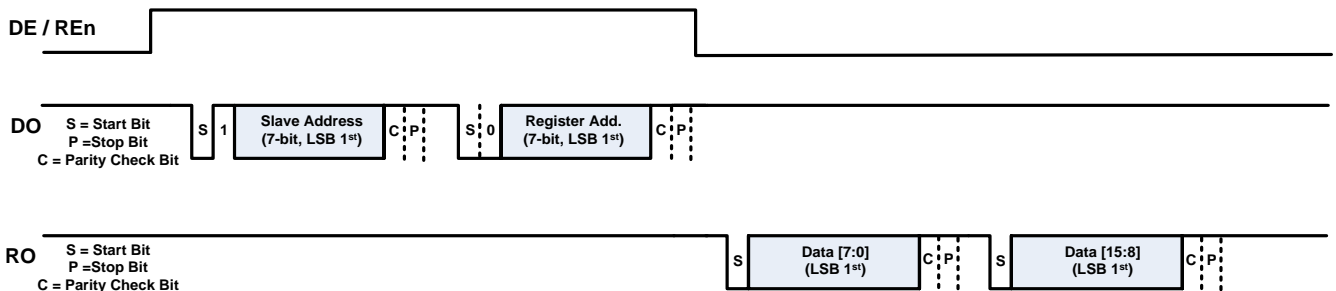 DE / REn
DO
S = Start Bit
P =Stop Bit
C = Parity Check Bit
S 1 Slave Address
(7-bit, LSB 1st)
C P
S 0 Register Add.
(7-bit, LSB 1st)
C P
RO
S = Start Bit
P =Stop Bit
C = Parity Check Bit
S Data [7:0]
(LSB 1st)
C P
S Data [15:8]
(LSB 1st)
C P